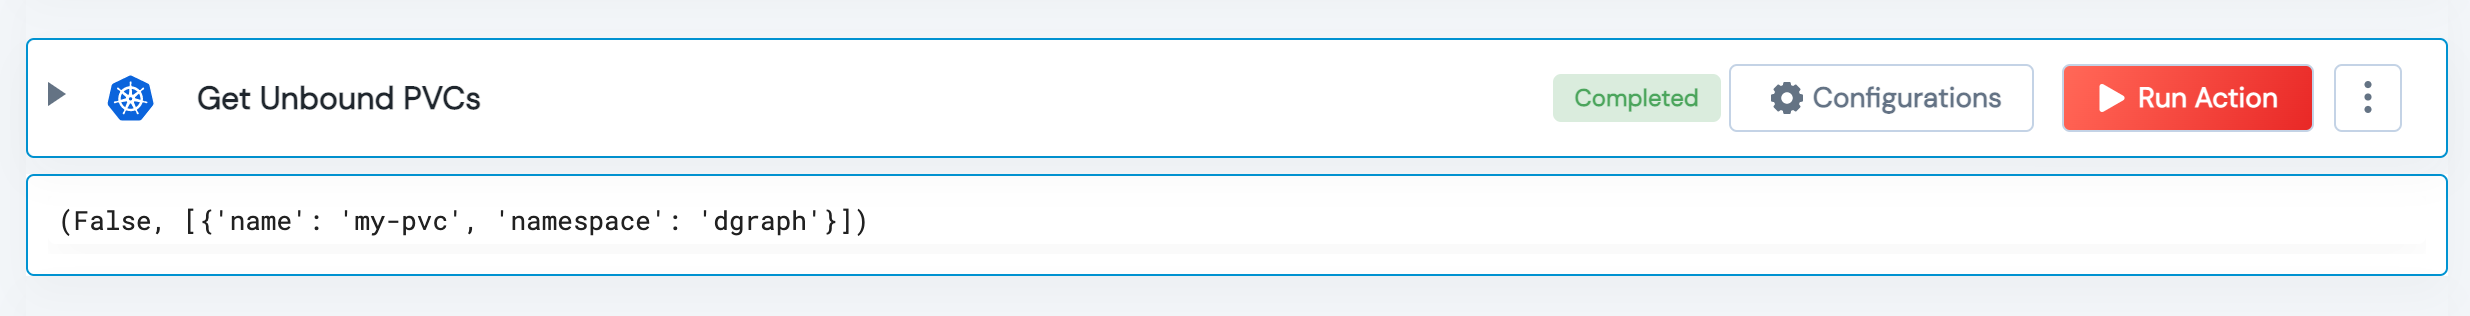 Get Unbound PVCs Completed Configurations Run Action
(False, [{'name': 'my-pvc', 'namespace': 'dgraph'}])